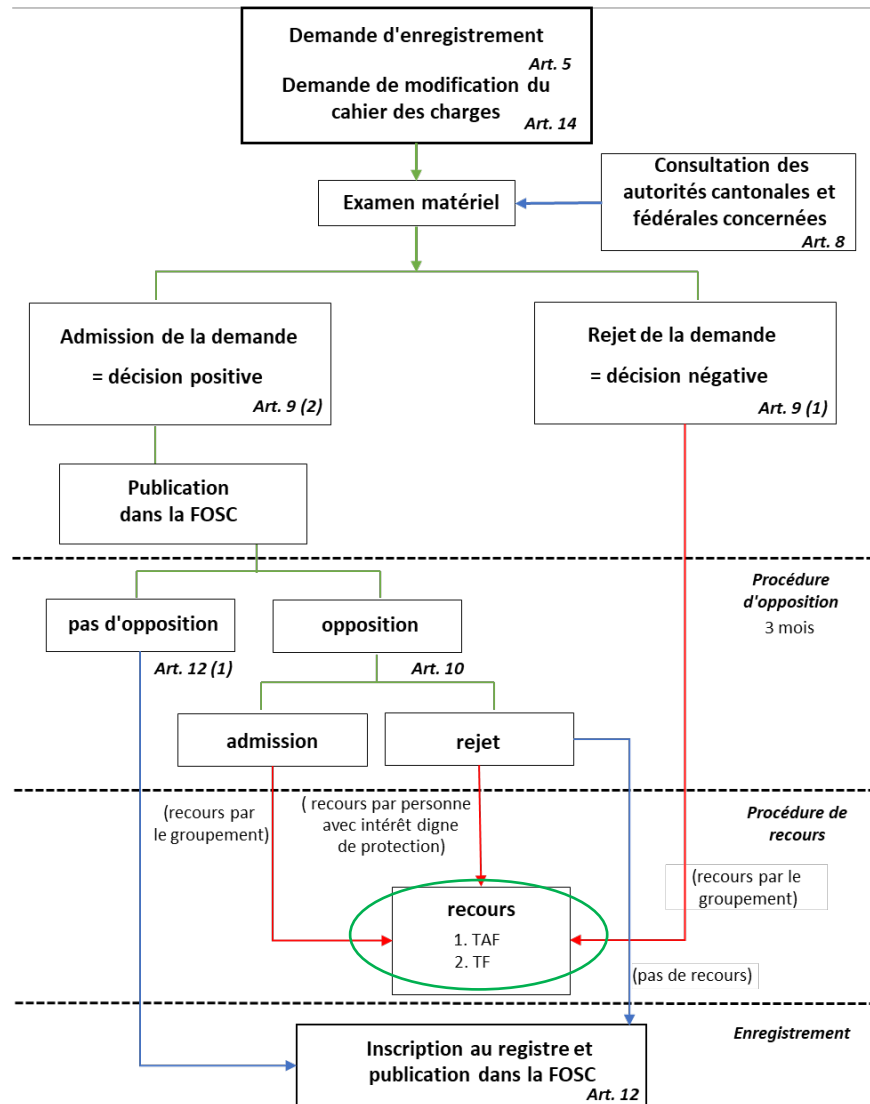 Demande d'enregistrement
Art. 5
Demande de modification du
cahier des charges
Art. 14
Examen matériel
Consultation des
autorités cantonales et
fédérales concernées
Art. 8
Admission de la demande
= décision positive
Art. 9 (2)
Rejet de la demande
= décision négative
Art. 9 (1)
Publication
dans la FOSC
Procédure
d'opposition
3 mois
pas d'opposition
Art. 12 (1)
opposition
Art. 10
admission
rejet
(recours par
le groupement)
( recours par personne
avec intérêt digne
de protection)
Procédure de
recours
(recours par le
groupement)
recours
1. TAF
2. TF
(pas de recours)
Enregistrement
Inscription au registre et
publication dans la FOSC
Art. 12